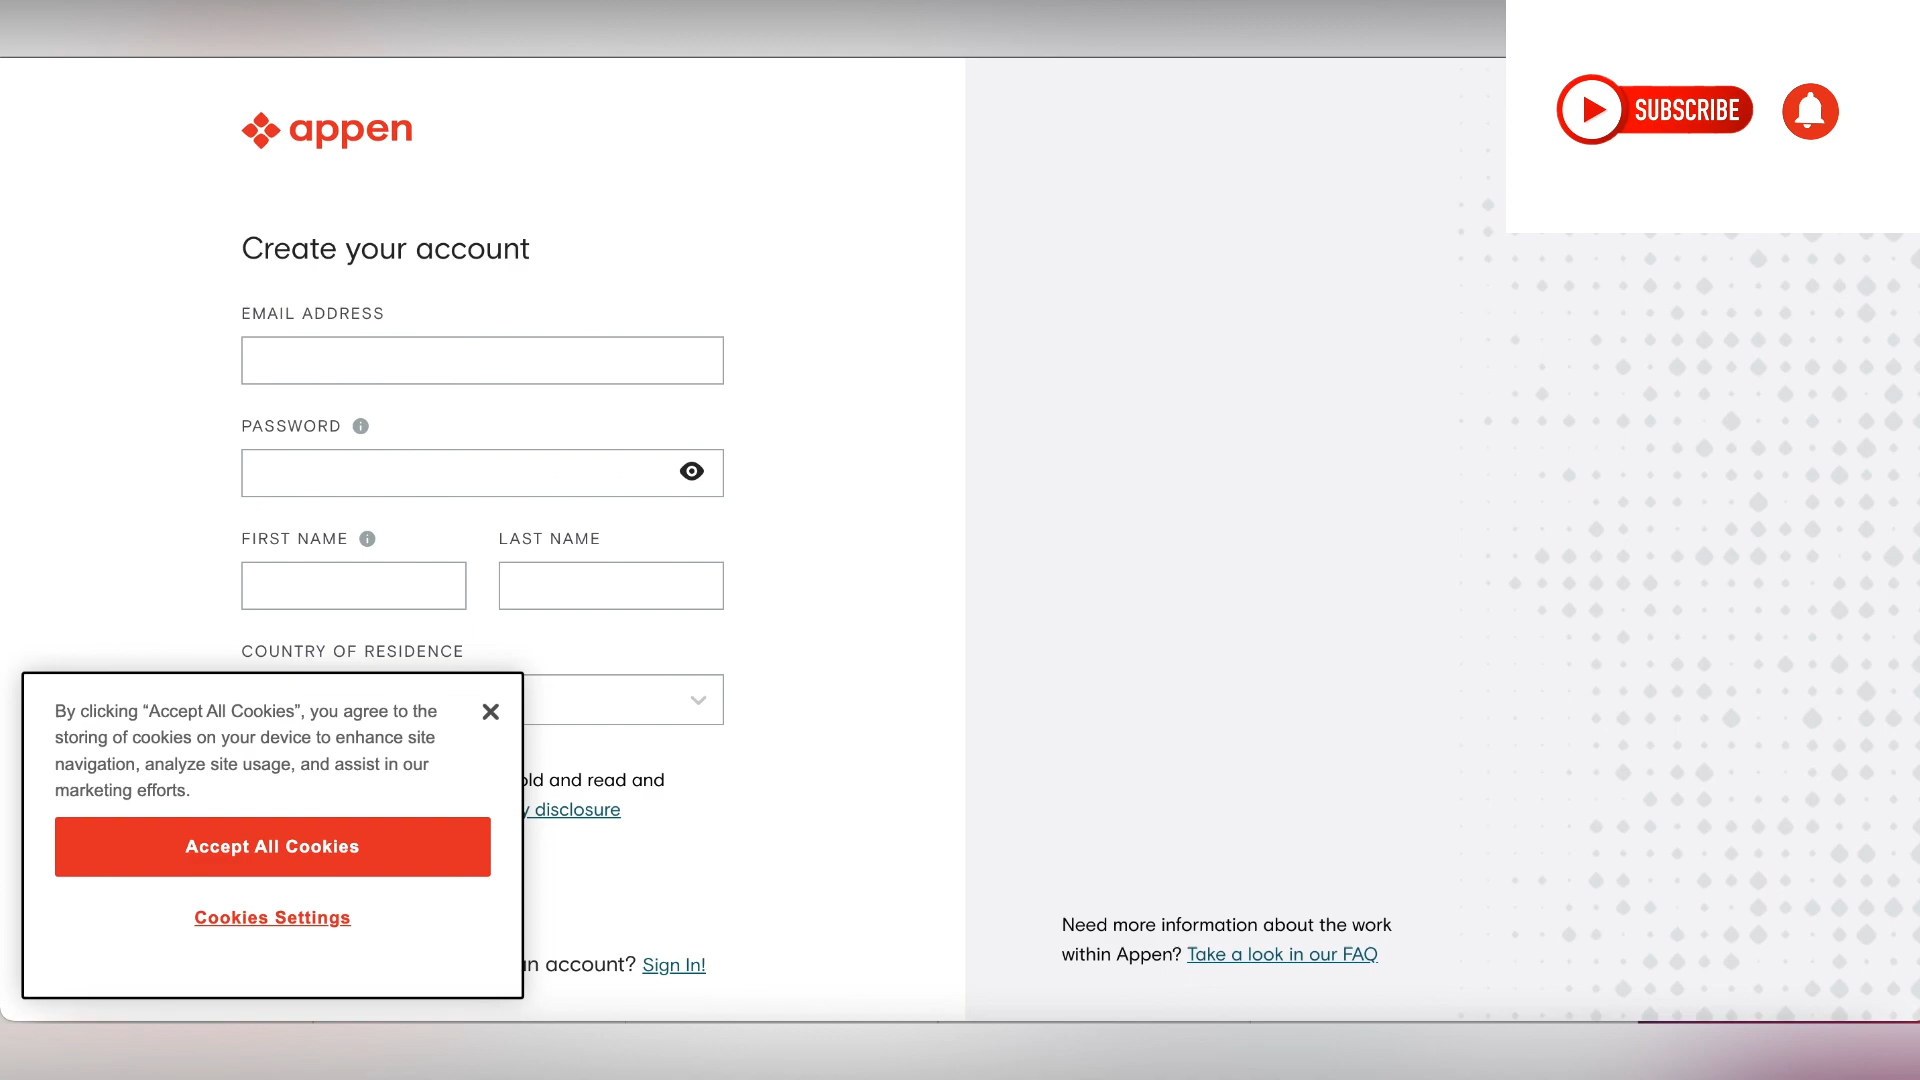 appen
SUBSCRIBE
Create your account
EMAIL ADDRESS
PASSWORD
FIRST NAME
LAST NAME
COUNTRY OF RESIDENCE
By clicking “Accept All Cookies”, you agree to the
storing of cookies on your device to enhance site
navigation, analyze site usage, and assist in our
marketing efforts.
Accept All Cookies
Cookies Settings
and read and
disclosure
account? Sign In!
Need more information about the work
within Appen? Take a look in our FAQ